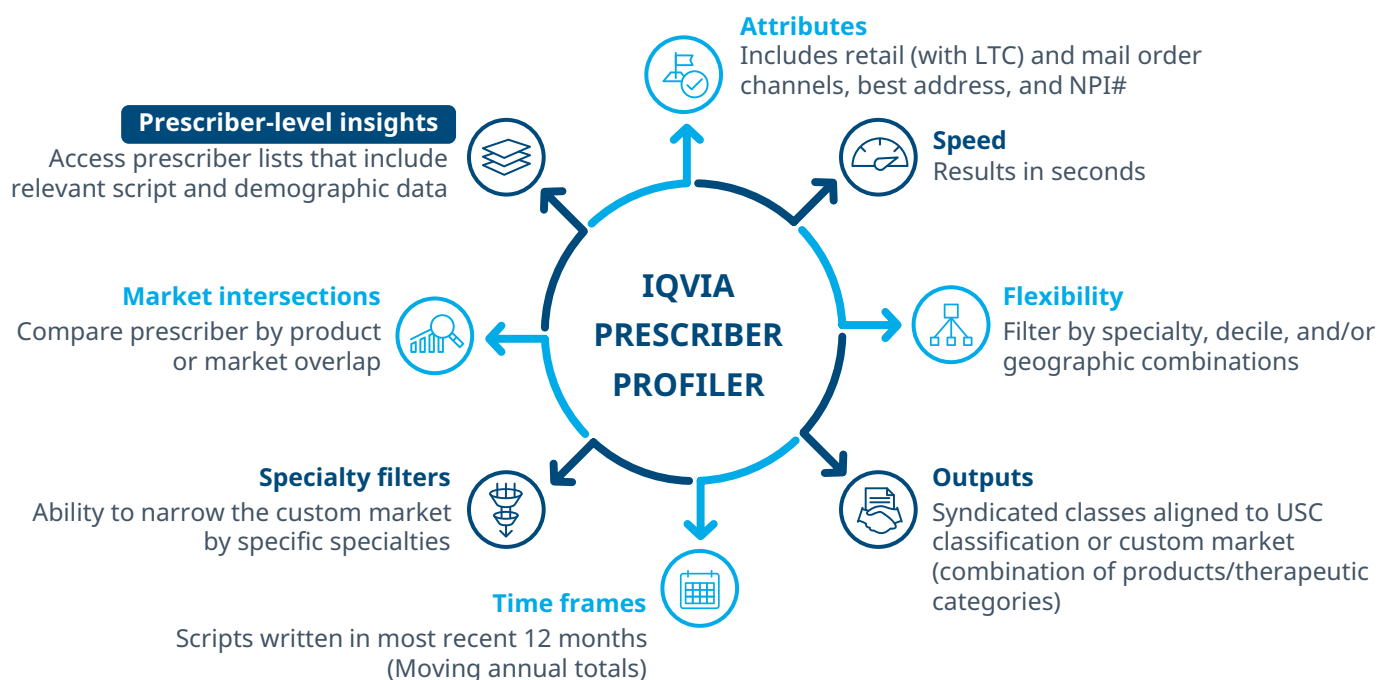 Attributes
Includes retail (with LTC) and mail order
channels, best address, and NPI#
Prescriber-level insights
Access prescriber lists that include
relevant script and demographic data
Speed
Results in seconds
IQVIA
PRESCRIBER
PROFILER
Market intersections
Compare prescriber by product
or market overlap
Flexibility
Filter by specialty, decile, and/or
geographic combinations
Specialty filters
Ability to narrow the custom market
by specific specialties
Outputs
Syndicated classes aligned to USC
classification or custom market
(combination of products/therapeutic
categories)
Time frames
Scripts written in most recent 12 months
(Moving annual totals)